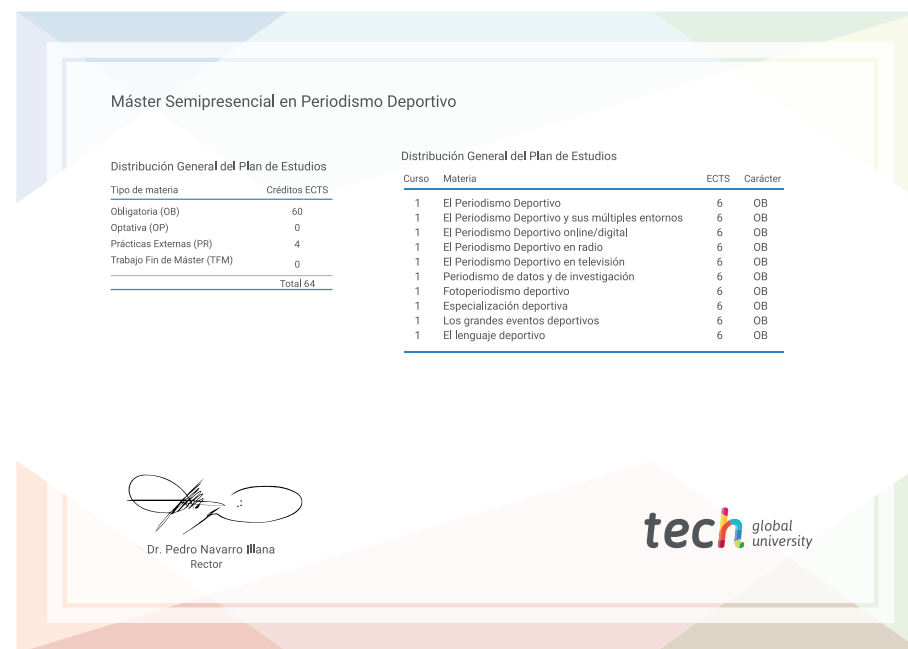 Máster Semipresencial en Periodismo Deportivo
Distribución General del Plan de Estudios
Tipo de materia Créditos ECTS
Obligatoria (OB) 60
Optativa (OP) 0
Prácticas Externas (PR) 4
Trabajo Fin de Máster (TFM) 0
Total 64
Distribución General del Plan de Estudios
Curso Materia ECTS Carácter
1 El Periodismo Deportivo 6 OB
1 El Periodismo Deportivo y sus múltiples entornos 6 OB
1 El Periodismo Deportivo online/digital 6 OB
1 El Periodismo Deportivo en radio 6 OB
1 El Periodismo Deportivo en televisión 6 OB
1 Periodismo de datos y de investigación 6 OB
1 Fotoperiodismo deportivo 6 OB
1 Especialización deportiva 6 OB
1 Los grandes eventos deportivos 6 OB
1 El lenguaje deportivo 6 OB
Dr. Pedro Navarro Illana
Rector
tech global
university